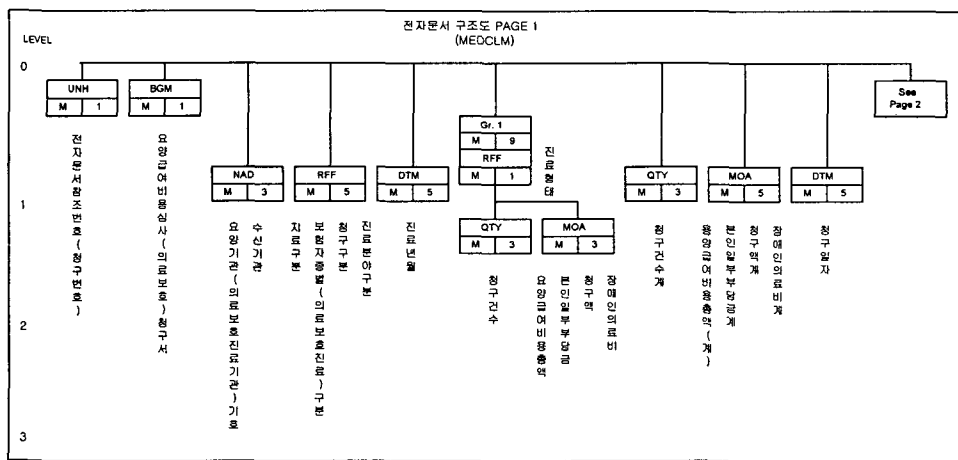 전자문서 구조도 PAGE 1
(MEDCLM)
LEVEL
0
UNH
M 1
BGM
M 1
See
Page 2
Gr. 1
M 9
RFF
M 1
진료형태
NAD
M 3
RFF
M 5
DTM
M 5
QTY
M 3
MOA
M 5
DTM
M 5
1
QTY
M 3
MOA
M 3
전자문서참조번호(청구번호)
요양급여비용심사(의료보호)청구서
요양기관(의료보호진료기관)기호
수신기관
치료구분
보험자종별(의료보호진료)구분
청구구분
진료분야구분
진료년월
청구건수
요양급여비용총액
본인일부부담금
청구액
장애인의료비
청구건수계
용양급여비용총액(계)
본인일부부담금계
청구액계
장애인의료비계
청구일자
2
3